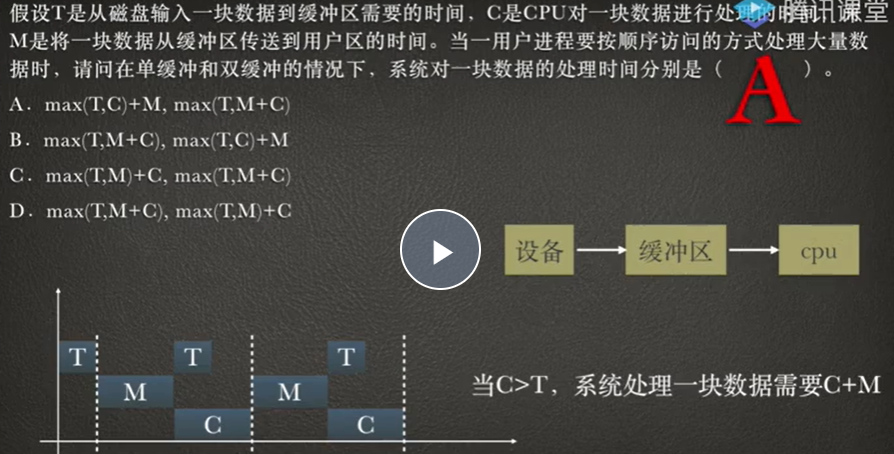 假设T是从磁盘输入一块数据到缓冲区需要的时间，C是CPU对一块数据进行处理的时间，而
腾讯课堂
M是将一块数据从缓冲区传送到用户区的时间。当一用户进程要按顺序访问的方式处理大量数
据时，请问在单缓冲和双缓冲的情况下，系统对一块数据的处理时间分别是（ ）。
A
A．max(T,C)+M, max(T,M+C)
B．max(T,M+C), max(T,C)+M
C．max(T,M)+C, max(T,M+C)
D．max(T,M+C), max(T,M)+C
设备 缓冲区 cpu
T T T
M M
当C>T，系统处理一块数据需要C+M
C C